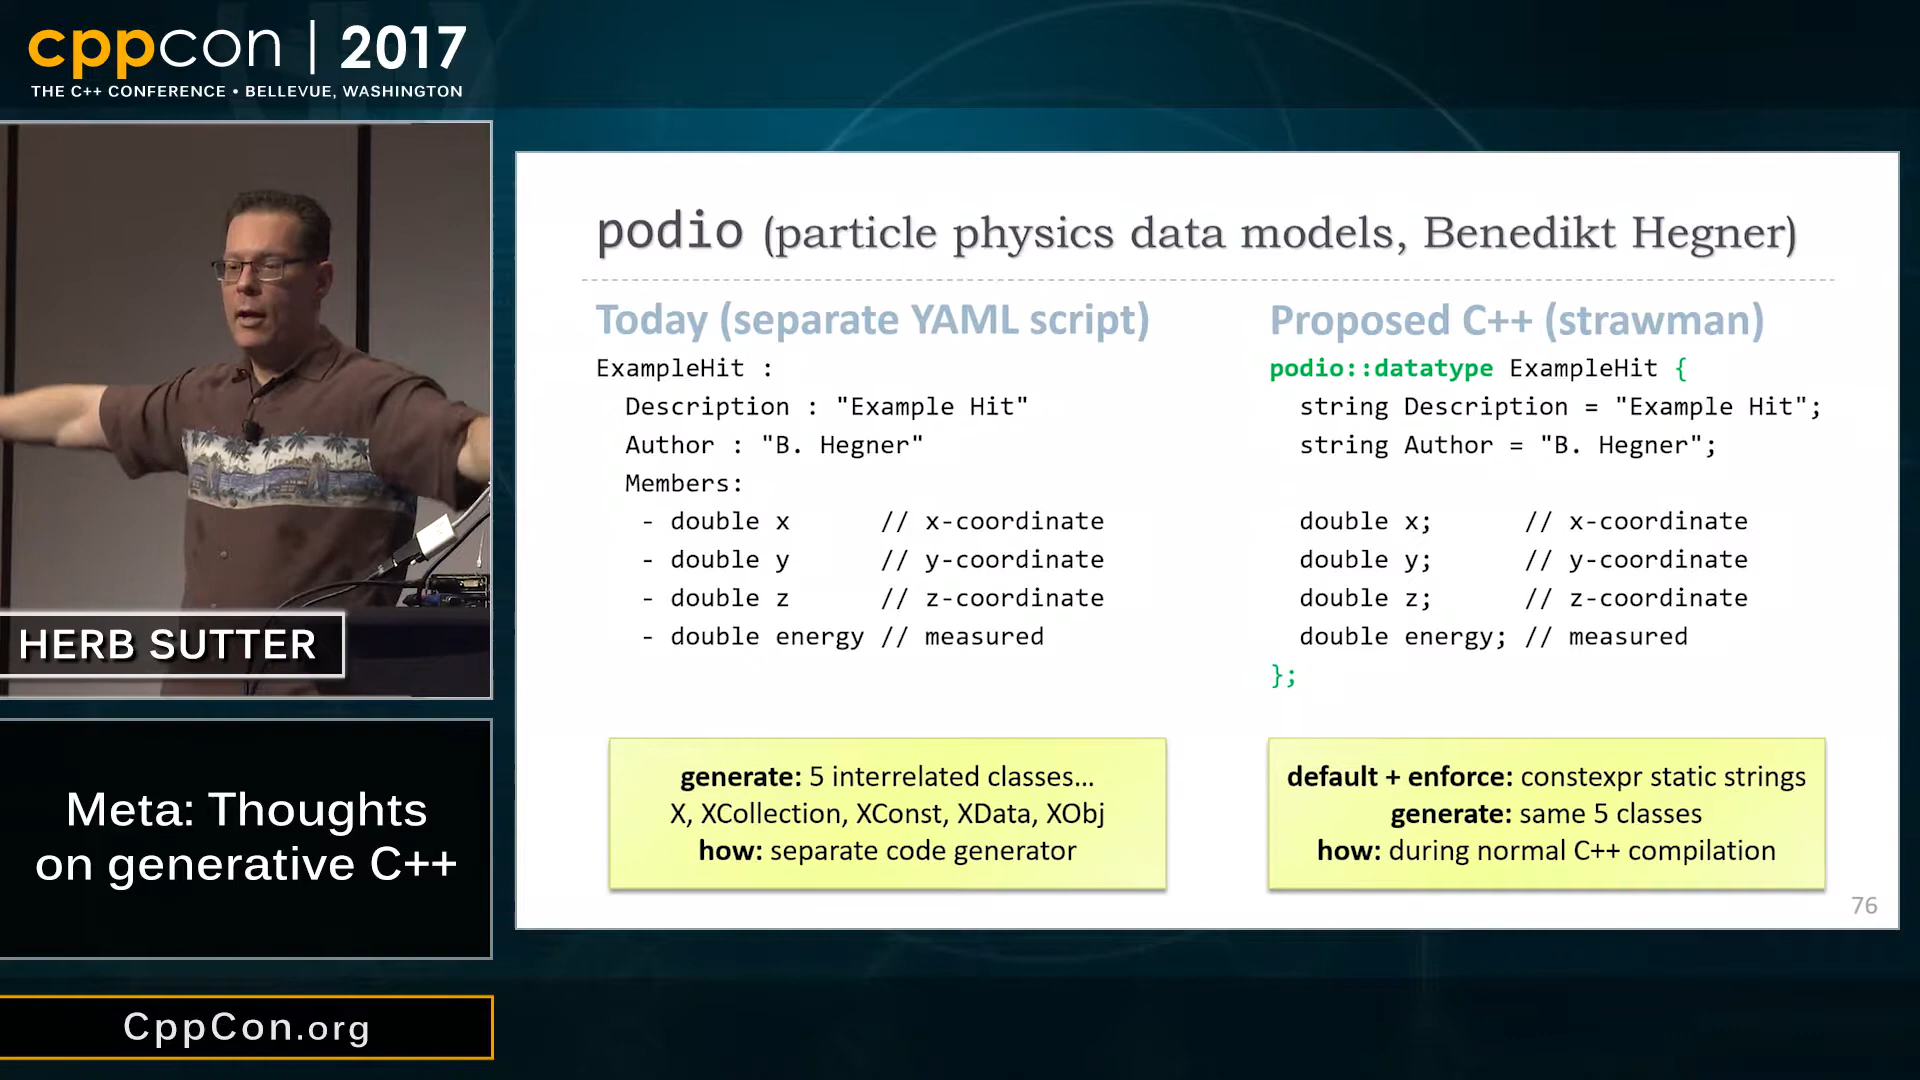 cppcon | 2017
THE C++ CONFERENCE • BELLEVUE, WASHINGTON
HERB SUTTER
Meta: Thoughts
on generative C++
CppCon.org
podio (particle physics data models, Benedikt Hegner)
Today (separate YAML script)
ExampleHit :
Description : "Example Hit"
Author : "B. Hegner"
Members:
- double x // x-coordinate
- double y // y-coordinate
- double z // z-coordinate
- double energy // measured
generate: 5 interrelated classes…
X, XCollection, XConst, XData, XObj
how: separate code generator
Proposed C++ (strawman)
podio::datatype ExampleHit {
string Description = "Example Hit";
string Author = "B. Hegner";
double x; // x-coordinate
double y; // y-coordinate
double z; // z-coordinate
double energy; // measured
};
default + enforce: constexpr static strings
generate: same 5 classes
how: during normal C++ compilation
76